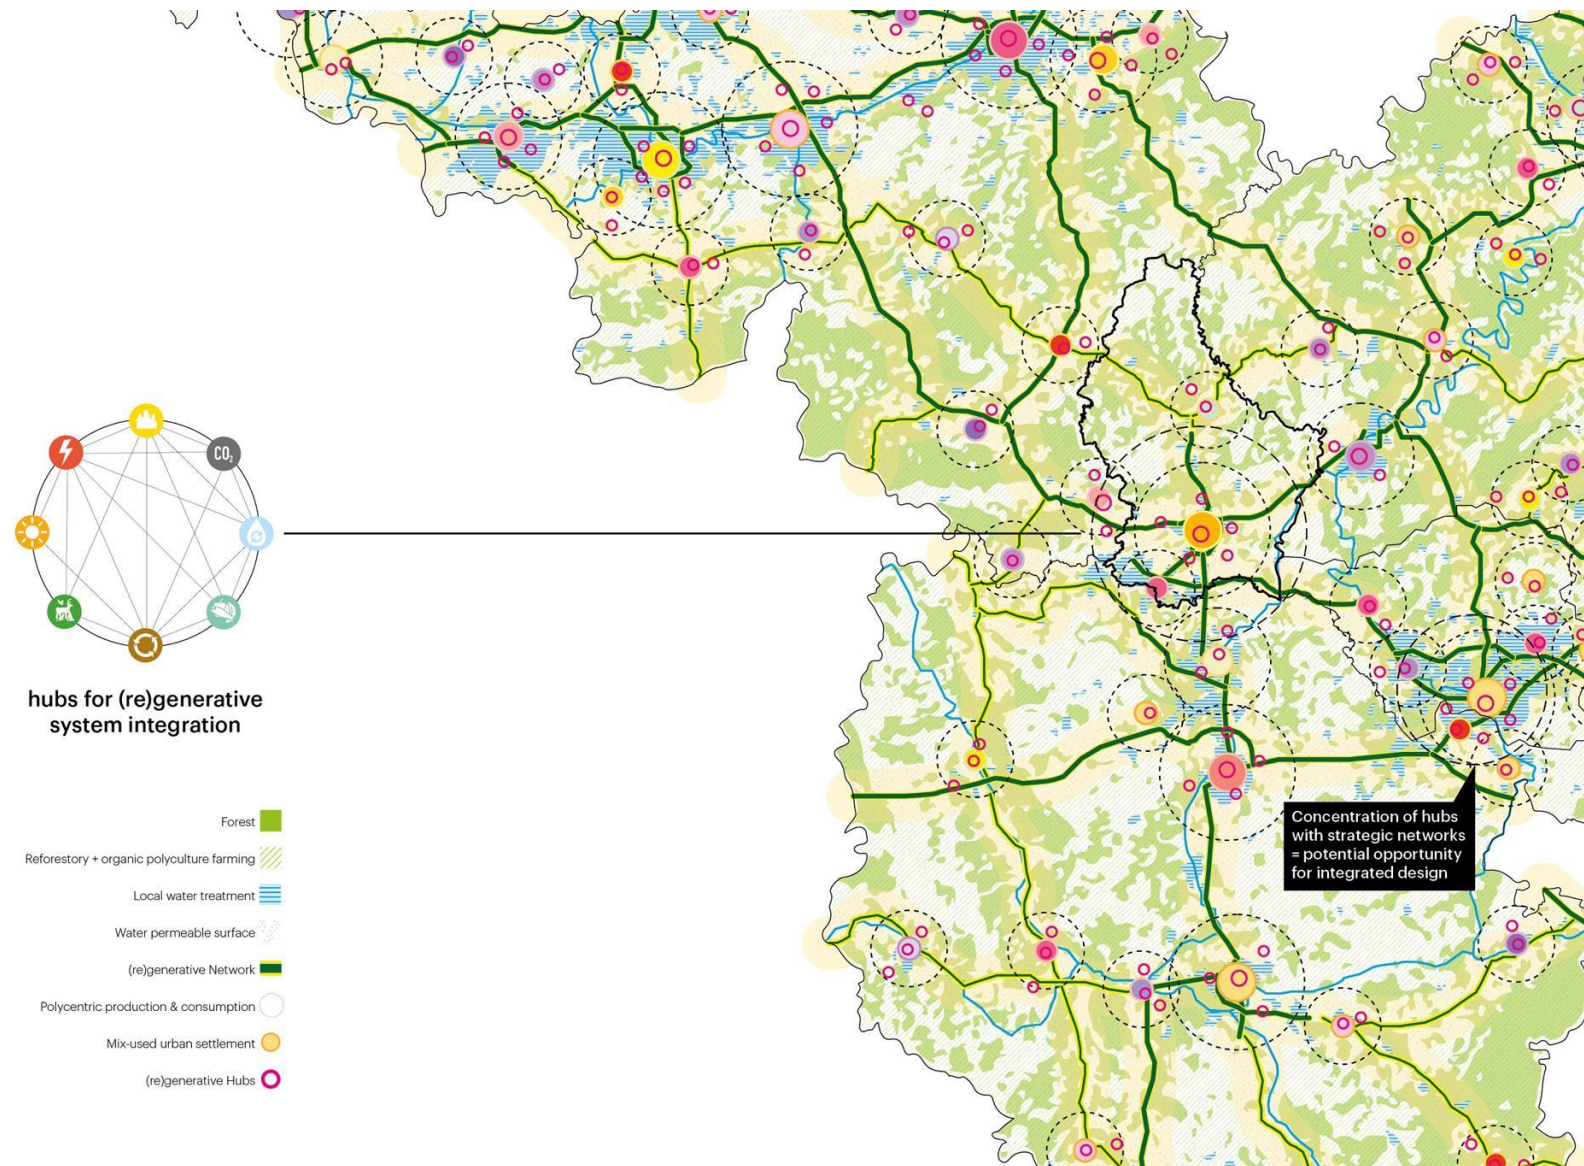 CO₂
hubs for (re)generative
system integration
Forest
Reforestory + organic polyculture farming
Local water treatment
Water permeable surface
(re)generative Network
Polycentric production & consumption
Mix-used urban settlement
(re)generative Hubs
Concentration of hubs
with strategic networks
= potential opportunity
for integrated design